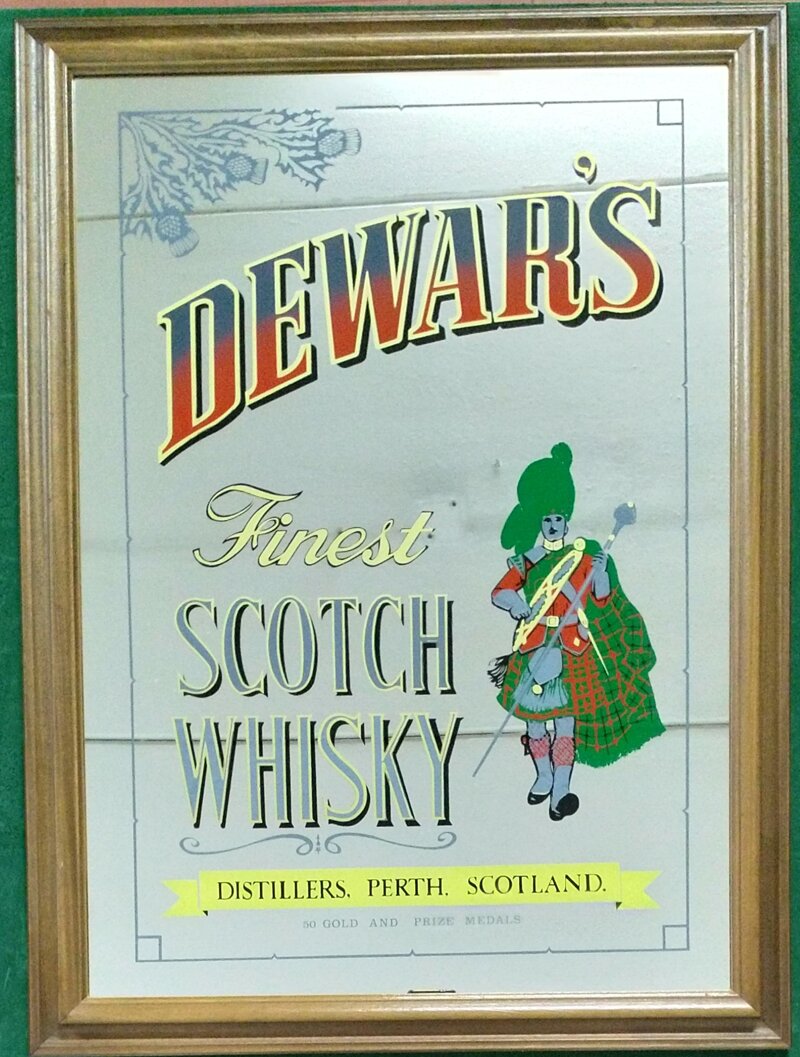 DEWAR'S
Finest
SCOTCH
WHISKY
DISTILLERS, PERTH, SCOTLAND.
50 GOLD AND PRIZE MEDALS